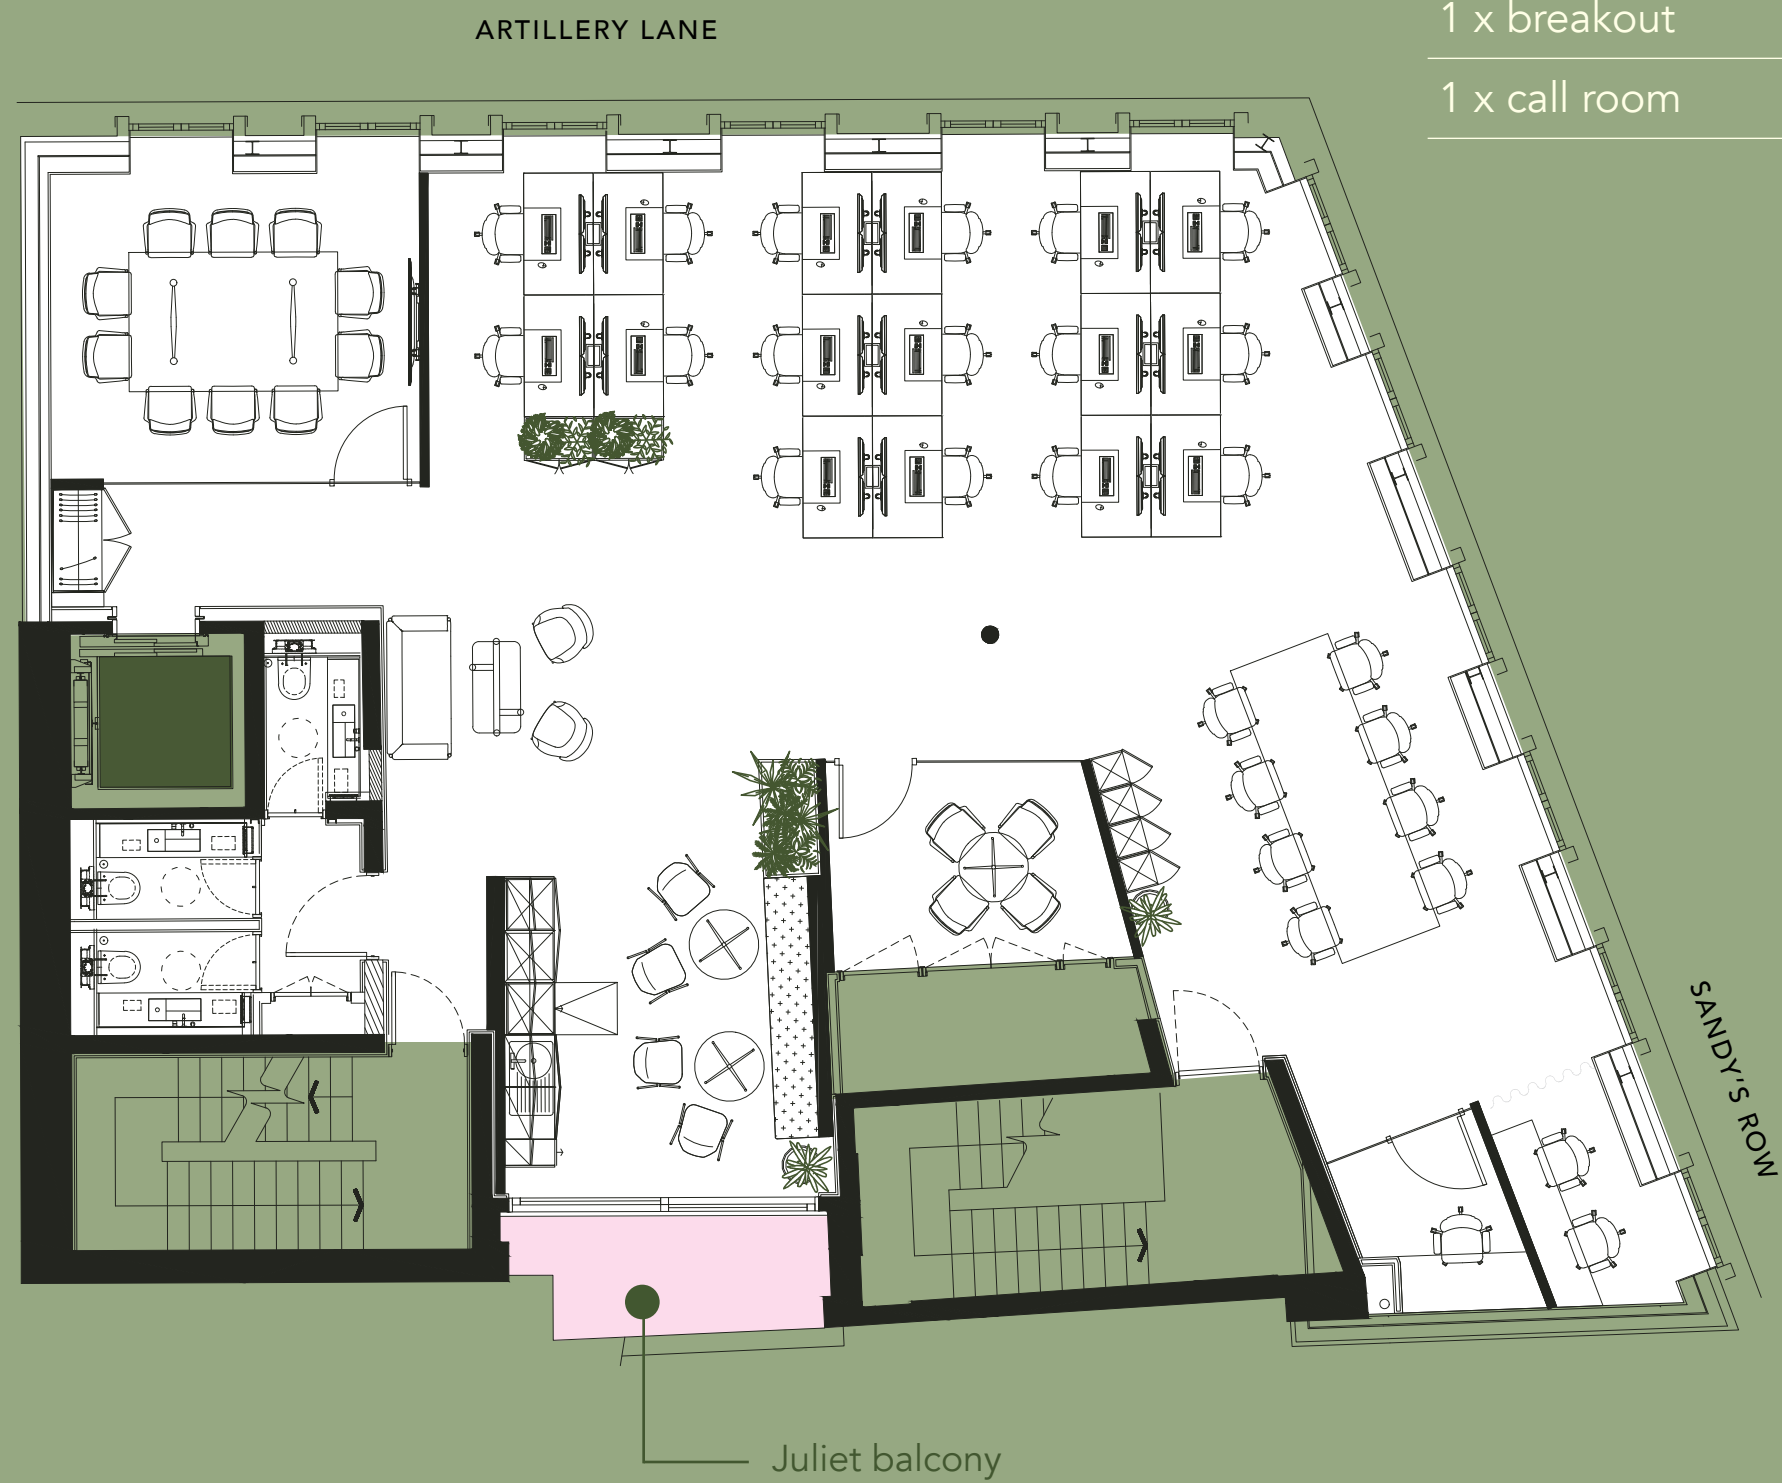 ARTILLERY LANE
1 x breakout
1 x call room
SANDY'S ROW
Juliet balcony